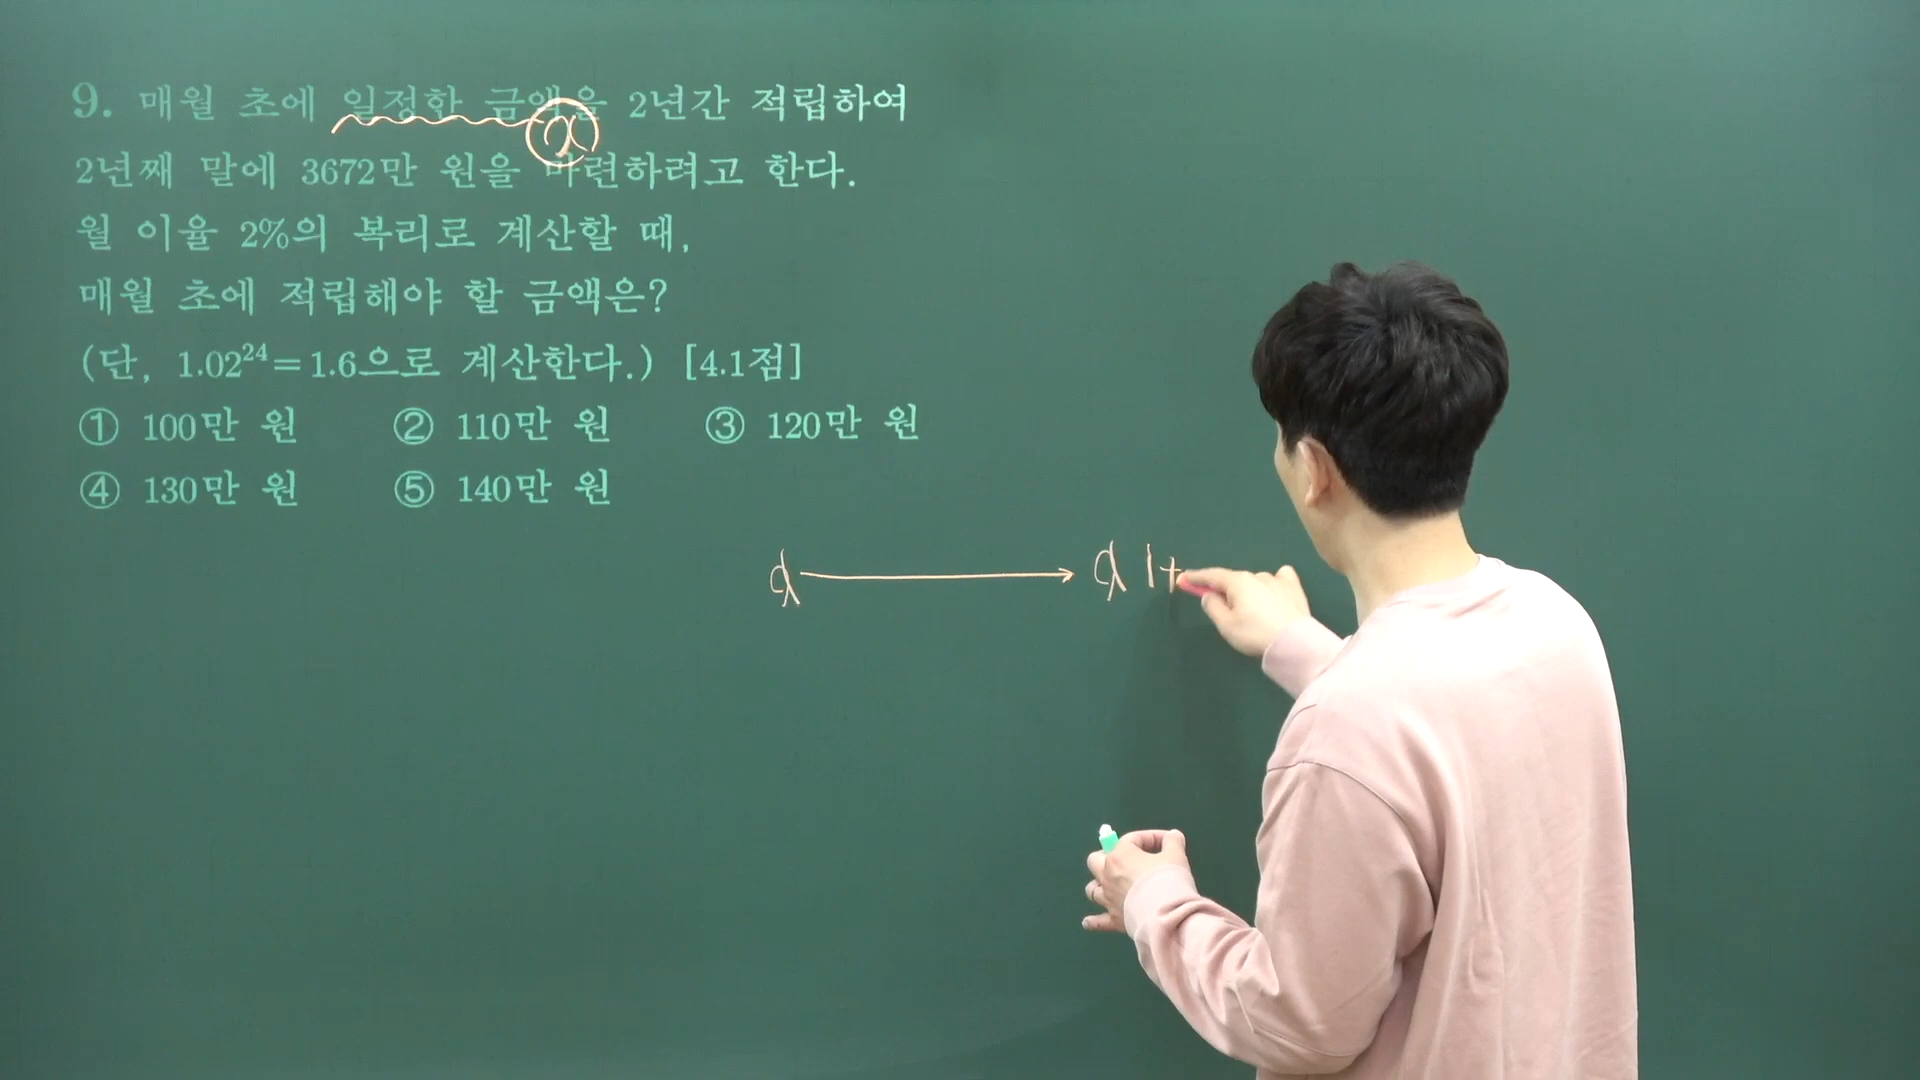 9. 매월 초에 일정한 금액을 2년간 적립하여
x
2년째 말에 3672만 원을 마련하려고 한다.
월 이율 2%의 복리로 계산할 때,
매월 초에 적립해야 할 금액은?
(단, 1.02²⁴=1.6으로 계산한다.) [4.1점]
① 100만 원 ② 110만 원 ③ 120만 원
④ 130만 원 ⑤ 140만 원
a → a 1+